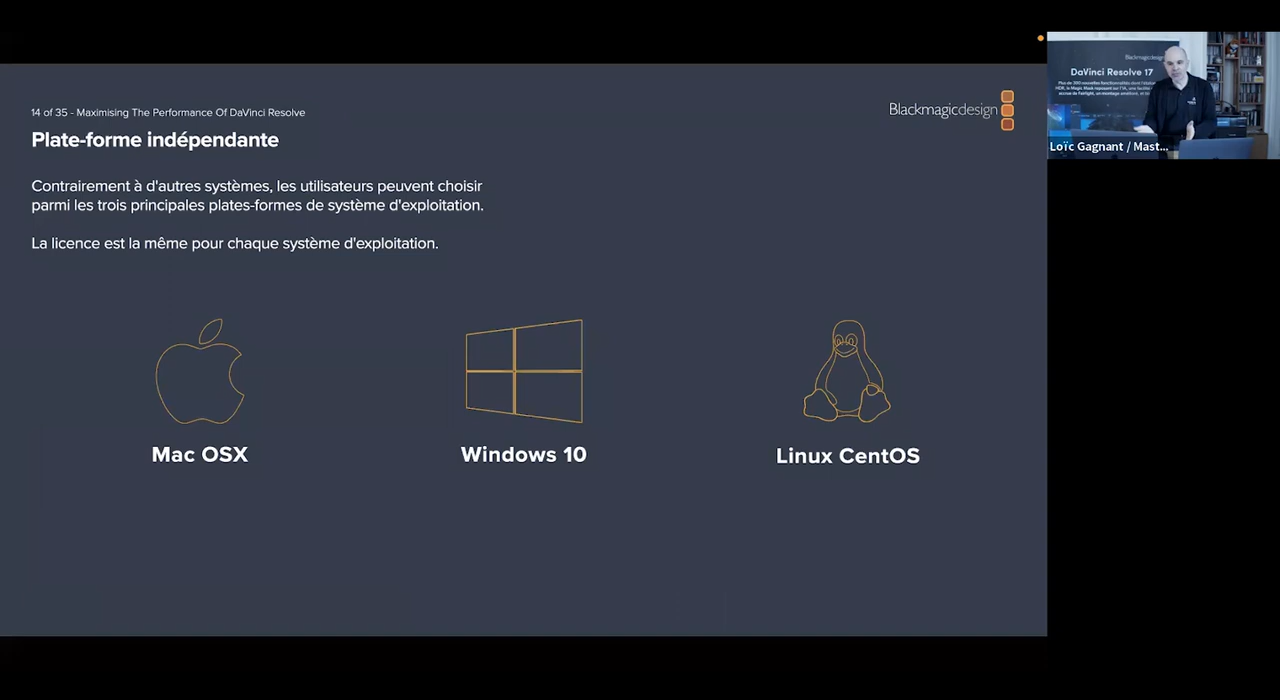 14 of 35 - Maximising The Performance Of DaVinci Resolve
Plate-forme indépendante
Blackmagicdesign
Contrairement à d'autres systèmes, les utilisateurs peuvent choisir
parmi les trois principales plates-formes de système d'exploitation.
La licence est la même pour chaque système d'exploitation.
Mac OSX
Windows 10
Linux CentOS
Blackmagicdesign
DaVinci Resolve 17
Loïc Gagnant / Mast...